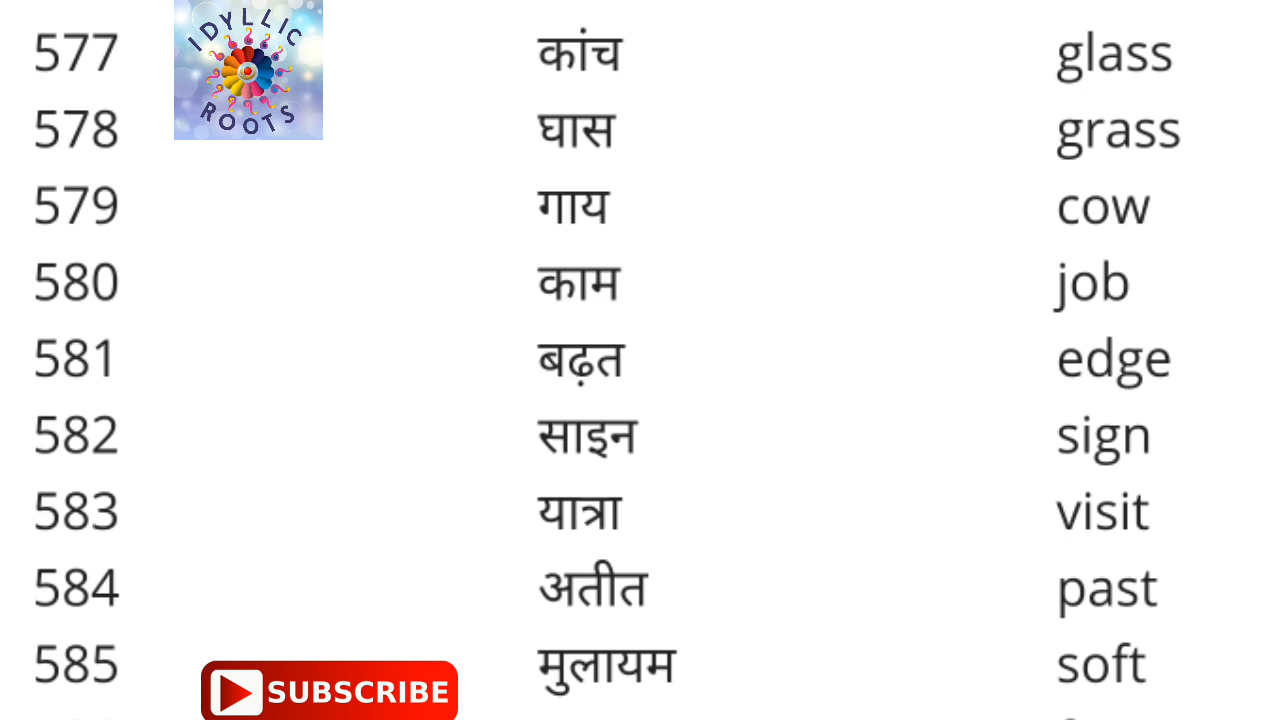 IDYLLIC ROOTS
577 कांच glass
578 घास grass
579 गाय cow
580 काम job
581 बढ़त edge
582 साइन sign
583 यात्रा visit
584 अतीत past
585 मुलायम soft
SUBSCRIBE